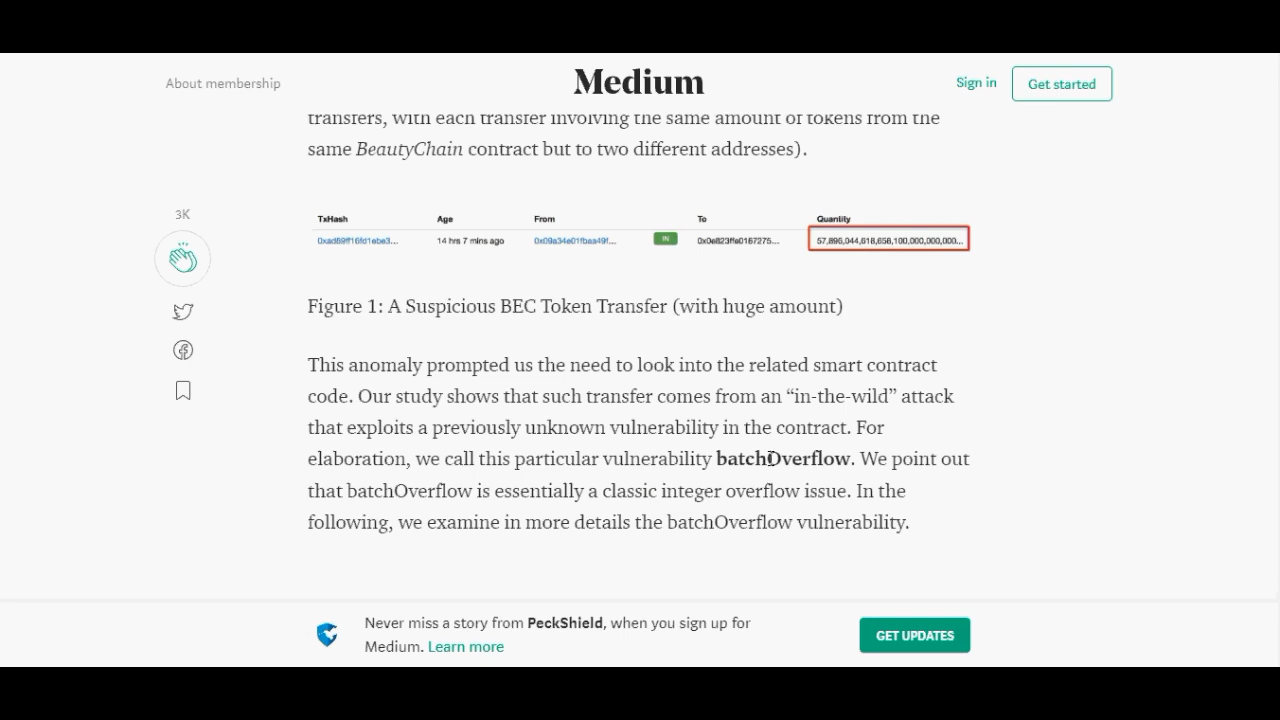 About membership
Medium
Sign in
Get started
transfers, with each transfer involving the same amount of tokens from the
same BeautyChain contract but to two different addresses).
3K
TxHash Age From To Quantity
0xad89ff16fd1ebe3... 14 hrs 7 mins ago 0x09a34e01fbaa49f... IN 0x0e823ffe0187275... 57,896,044,618,658,100,000,000,000...
Figure 1: A Suspicious BEC Token Transfer (with huge amount)
This anomaly prompted us the need to look into the related smart contract
code. Our study shows that such transfer comes from an “in-the-wild” attack
that exploits a previously unknown vulnerability in the contract. For
elaboration, we call this particular vulnerability batchOverflow. We point out
that batchOverflow is essentially a classic integer overflow issue. In the
following, we examine in more details the batchOverflow vulnerability.
Never miss a story from PeckShield, when you sign up for
Medium. Learn more
GET UPDATES